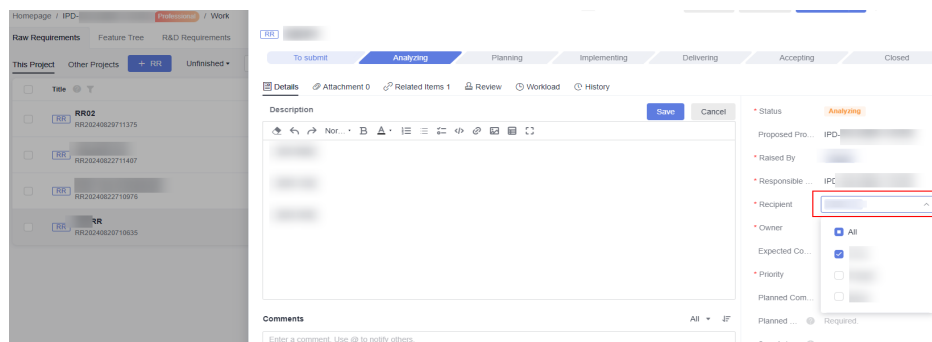 Homepage / IPD- Professional / Work
Raw Requirements Feature Tree R&D Requirements
This Project Other Projects + RR Unfinished
Title
RR RR02
RR20240829711375
RR
RR20240822711407
RR
RR20240822710976
RR RR
RR20240820710635
RR
To submit Analyzing Planning Implementing Delivering Accepting Closed
Details Attachment 0 Related Items 1 Review Workload History
Description Save Cancel
Nor... B A
Comments All
Enter a comment. Use @ to notify others.
* Status Analyzing
Proposed Pro... IPD-
* Raised By
* Responsible ... IPD
* Recipient
* Owner
All
Expected Co...
* Priority
Planned Com...
Planned ... Required.